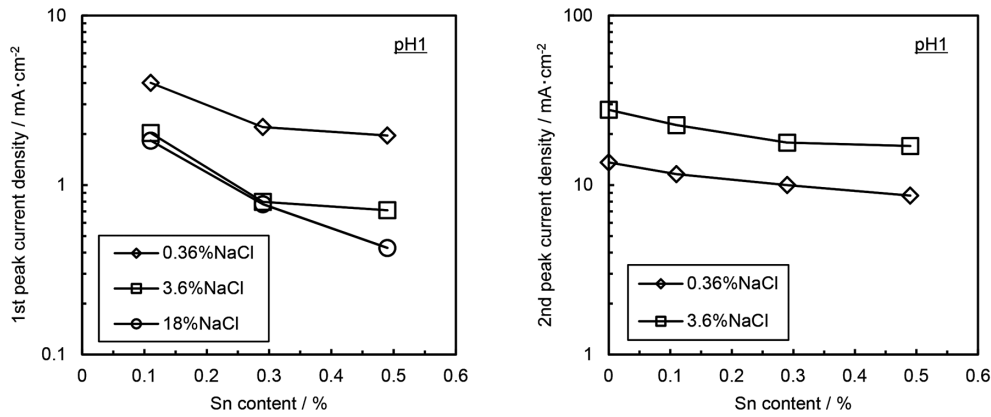 10
1
0.1
1st peak current density / mA·cm⁻²
pH1
0.36%NaCl
3.6%NaCl
18%NaCl
0 0.1 0.2 0.3 0.4 0.5 0.6
Sn content / %
100
10
1
2nd peak current density / mA·cm⁻²
pH1
0.36%NaCl
3.6%NaCl
0 0.1 0.2 0.3 0.4 0.5 0.6
Sn content / %